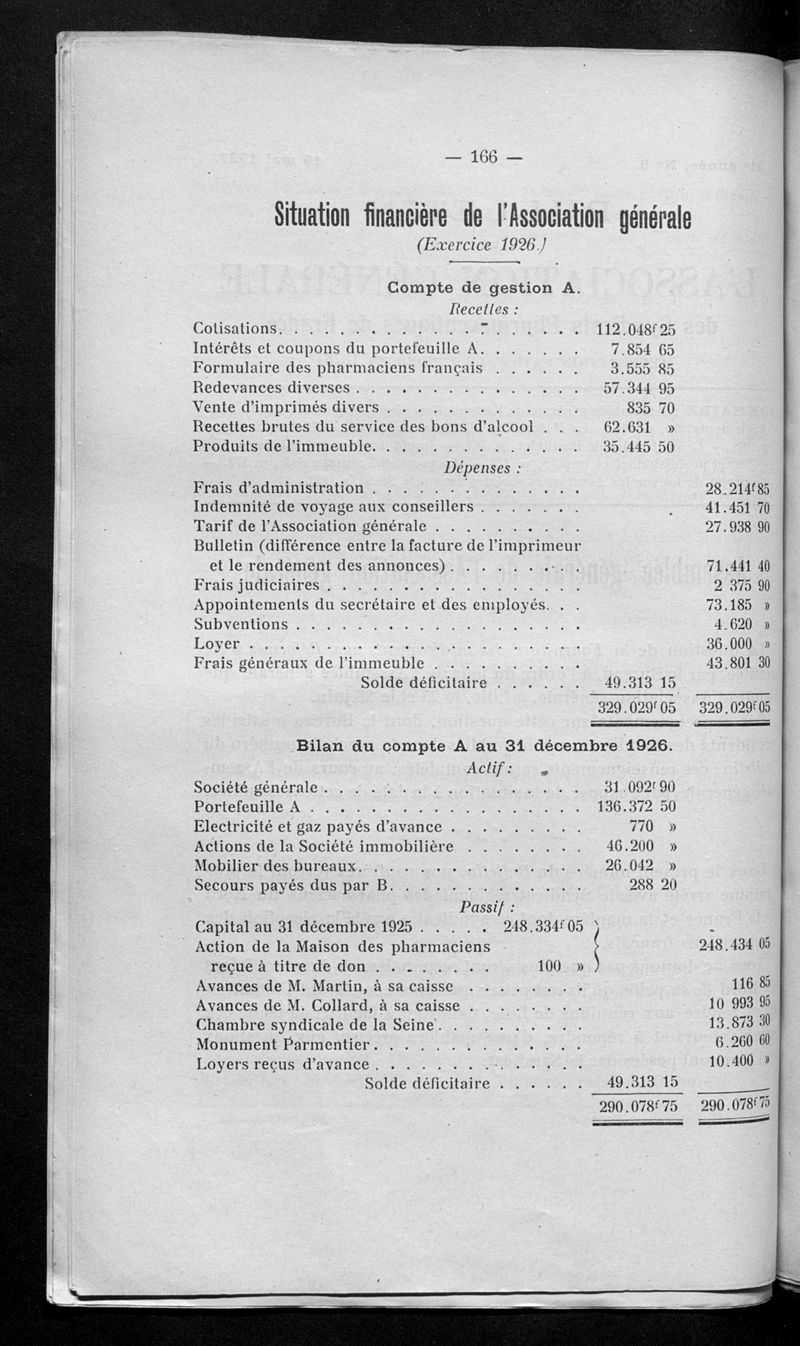 — 166 —
Situation financière de l'Association générale
(Exercice 1926.)
Compte de gestion A.
Recettes :
Cotisations. . . . . . . . . . . . . . . . . . . . 112.048f 25
Intérêts et coupons du portefeuille A. . . . . . . 7.854 65
Formulaire des pharmaciens français . . . . . . 3.555 85
Redevances diverses . . . . . . . . . . . . . . . 57.344 95
Vente d'imprimés divers . . . . . . . . . . . . . 835 70
Recettes brutes du service des bons d'alcool . . . 62.631 »
Produits de l'immeuble. . . . . . . . . . . . . . 35.445 50
Dépenses :
Frais d'administration . . . . . . . . . . . . . . 28.214f 85
Indemnité de voyage aux conseillers . . . . . . . 41.451 70
Tarif de l'Association générale . . . . . . . . . . 27.938 90
Bulletin (différence entre la facture de l'imprimeur
et le rendement des annonces) . . . . . . . . . 71.441 40
Frais judiciaires . . . . . . . . . . . . . . . . . 2 375 90
Appointements du secrétaire et des employés. . . 73.185 »
Subventions . . . . . . . . . . . . . . . . . . . 4.620 »
Loyer . . . . . . . . . . . . . . . . . . . . . . 36.000 »
Frais généraux de l'immeuble . . . . . . . . . . 43.801 30
Solde déficitaire . . . . . . 49.313 15
329.029f 05 329.029f 05
Bilan du compte A au 31 décembre 1926.
Actif :
Société générale . . . . . . . . . . . . . . . . . 31.092f 90
Portefeuille A . . . . . . . . . . . . . . . . . . 136.372 50
Electricité et gaz payés d'avance . . . . . . . . . 770 »
Actions de la Société immobilière . . . . . . . . 46.200 »
Mobilier des bureaux. . . . . . . . . . . . . . . 26.042 »
Secours payés dus par B. . . . . . . . . . . . . 288 20
Passif :
Capital au 31 décembre 1925 . . . . . 248.334f 05
Action de la Maison des pharmaciens 248.434 05
reçue à titre de don . . . . . . . . 100 »
Avances de M. Martin, à sa caisse . . . . . . . . 116 85
Avances de M. Collard, à sa caisse . . . . . . . . 10 993 95
Chambre syndicale de la Seine. . . . . . . . . . 13.873 30
Monument Parmentier. . . . . . . . . . . . . . 6.260 60
Loyers reçus d'avance . . . . . . . . . . . . . . 10.400 »
Solde déficitaire . . . . . . 49.313 15
290.078f 75 290.078f 75